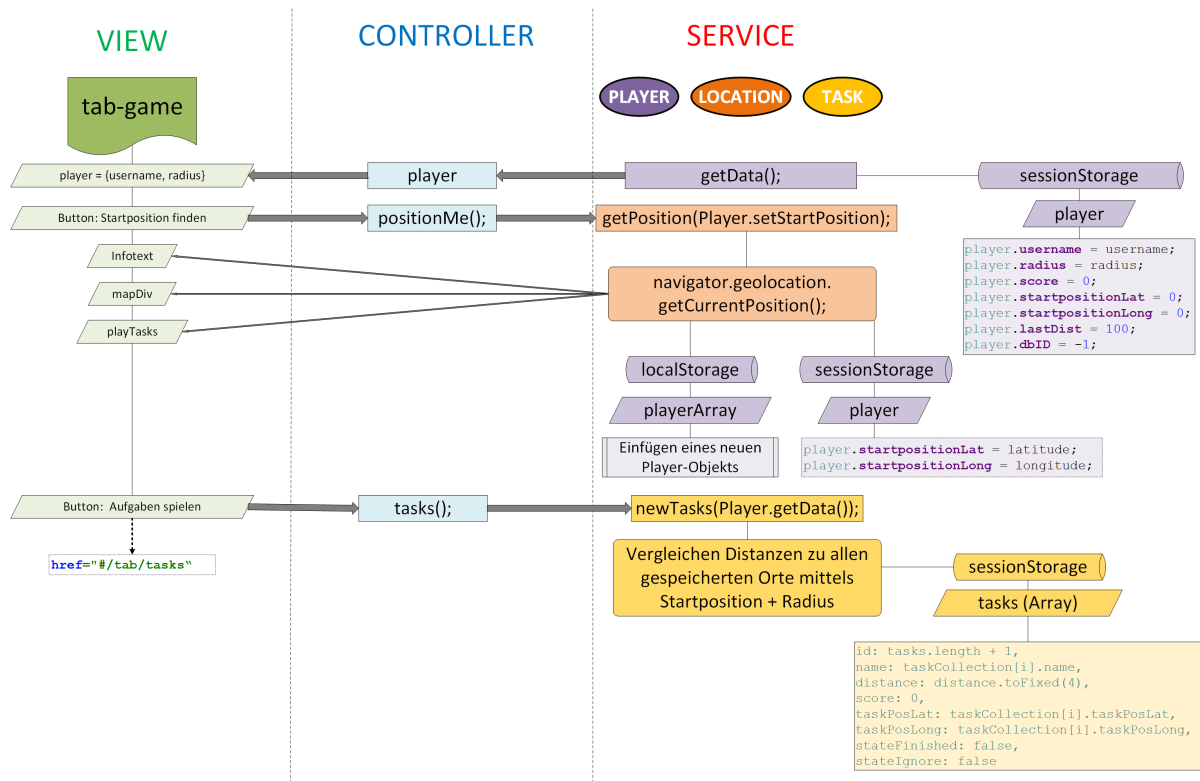 VIEW
CONTROLLER
SERVICE
PLAYER
LOCATION
TASK
tab-game
player = {username, radius}
player
getData();
sessionStorage
player
player.username = username;
player.radius = radius;
player.score = 0;
player.startpositionLat = 0;
player.startpositionLong = 0;
player.lastDist = 100;
player.dbID = -1;
Button: Startposition finden
positionMe();
getPosition(Player.setStartPosition);
Infotext
mapDiv
playTasks
navigator.geolocation.
getCurrentPosition();
localStorage
playerArray
Einfügen eines neuen
Player-Objekts
sessionStorage
player
player.startpositionLat = latitude;
player.startpositionLong = longitude;
Button:  Aufgaben spielen
tasks();
newTasks(Player.getData());
href="#/tab/tasks“
Vergleichen Distanzen zu allen
gespeicherten Orte mittels
Startposition + Radius
sessionStorage
tasks (Array)
id: tasks.length + 1,
name: taskCollection[i].name,
distance: distance.toFixed(4),
score: 0,
taskPosLat: taskCollection[i].taskPosLat,
taskPosLong: taskCollection[i].taskPosLong,
stateFinished: false,
stateIgnore: false